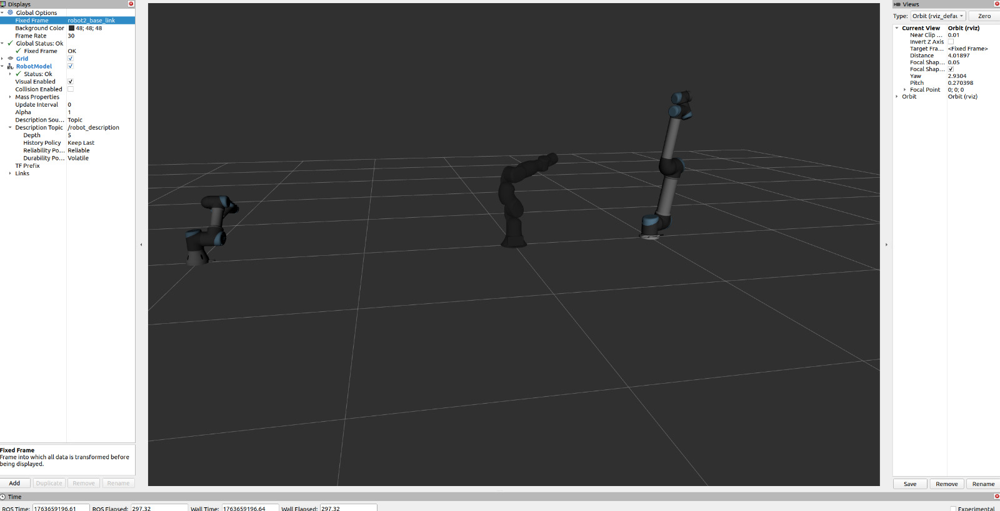 Displays
Global Options
Fixed Frame robot2_base_link
Background Color 48; 48; 48
Frame Rate 30
Global Status: Ok
Fixed Frame OK
Grid
RobotModel
Status: Ok
Visual Enabled
Collision Enabled
Mass Properties
Update Interval 0
Alpha 1
Description Sou... Topic
Description Topic /robot_description
Depth 5
History Policy Keep Last
Reliability Po... Reliable
Durability Po... Volatile
TF Prefix
Links
Fixed Frame
Frame into which all data is transformed before
being displayed.
Add Duplicate Remove Rename
Views
Type: Orbit (rviz_defau Zero
Current View Orbit (rviz)
Near Clip ... 0.01
Invert Z Axis
Target Fra... <Fixed Frame>
Distance 4.01897
Focal Shap... 0.05
Focal Shap...
Yaw 2.9304
Pitch 0.270398
Focal Point 0; 0; 0
Orbit Orbit (rviz)
Save Remove Rename
Time
ROS Time: 1763659196.61 ROS Elapsed: 297.32 Wall Time: 1763659196.64 Wall Elapsed: 297.32 Experimental